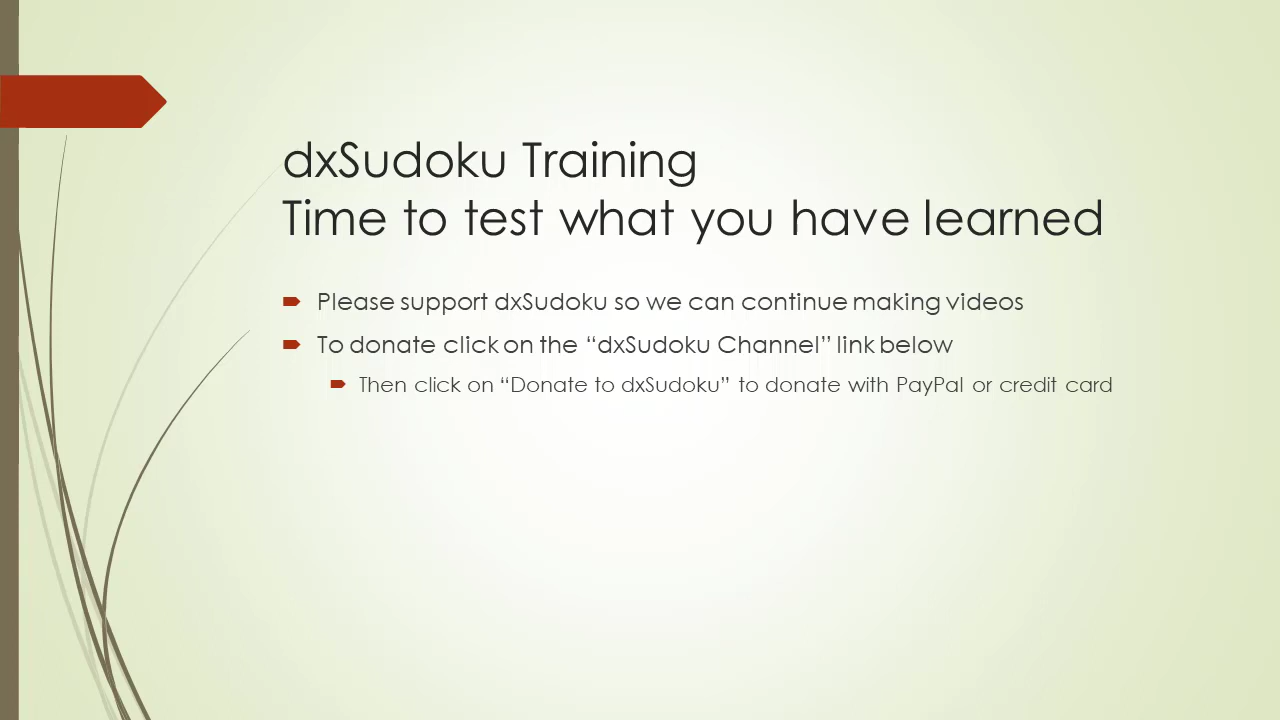 dxSudoku Training
Time to test what you have learned
Please support dxSudoku so we can continue making videos
To donate click on the “dxSudoku Channel” link below
Then click on “Donate to dxSudoku” to donate with PayPal or credit card